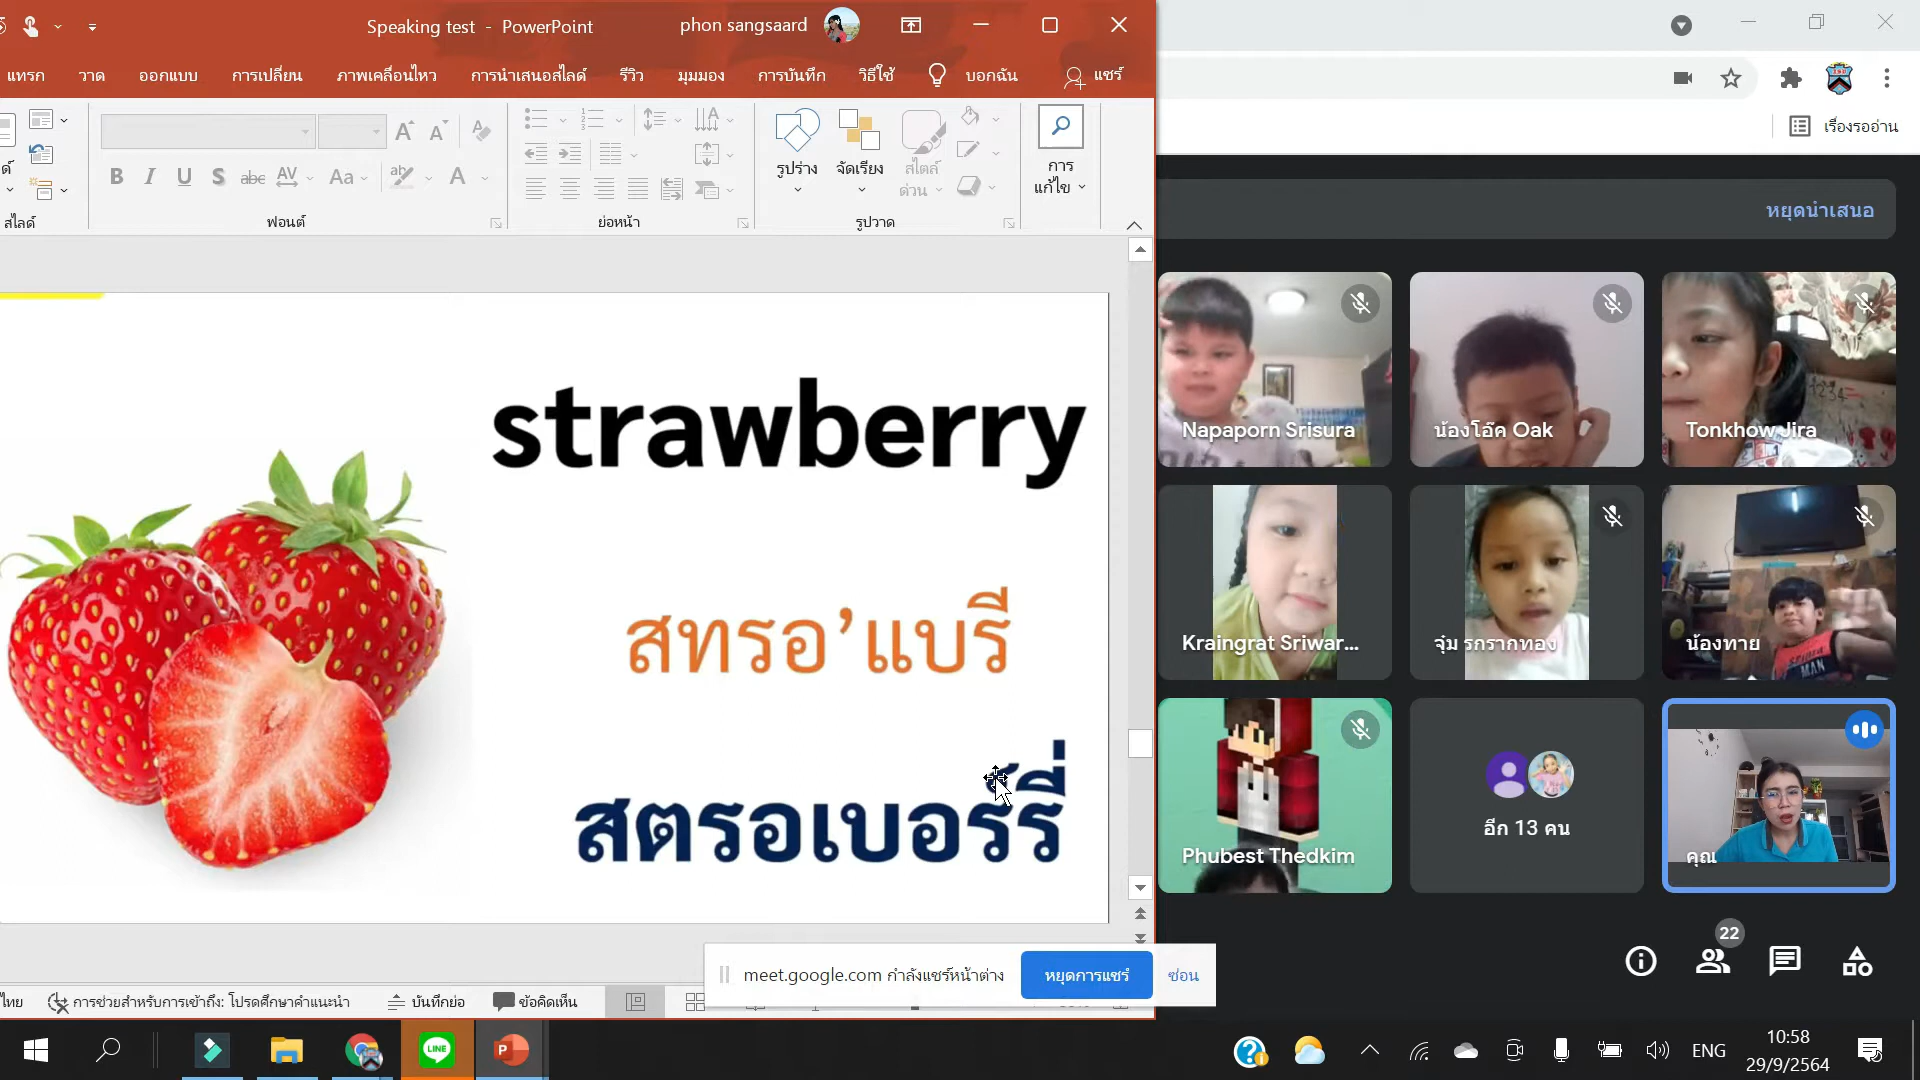 Speaking test - PowerPoint
phon sangsaard
แทรก
วาด
ออกแบบ
การเปลี่ยน
ภาพเคลื่อนไหว
การนำเสนอสไลด์
รีวิว
มุมมอง
การบันทึก
วิธีใช้
บอกฉัน
แชร์
รูปร่าง
จัดเรียง
สไตล์
ด่วน
การ
แก้ไข
สไลด์
ฟอนต์
ย่อหน้า
รูปวาด
เรื่องรออ่าน
หยุดนำเสนอ
strawberry
สทรอ’แบรี
สตรอเบอร์รี่
Napaporn Srisura
น้องโอ๊ค Oak
Tonkhow Jira
Kraingrat Sriwar...
จุ๋ม รกรากทอง
น้องทาย
Phubest Thedkim
อีก 13 คน
คุณ
22
meet.google.com กำลังแชร์หน้าต่าง
หยุดการแชร์
ซ่อน
ไทย
การช่วยสำหรับการเข้าถึง: โปรดศึกษาคำแนะนำ
บันทึกย่อ
ข้อคิดเห็น
LINE
ENG
10:58
29/9/2564